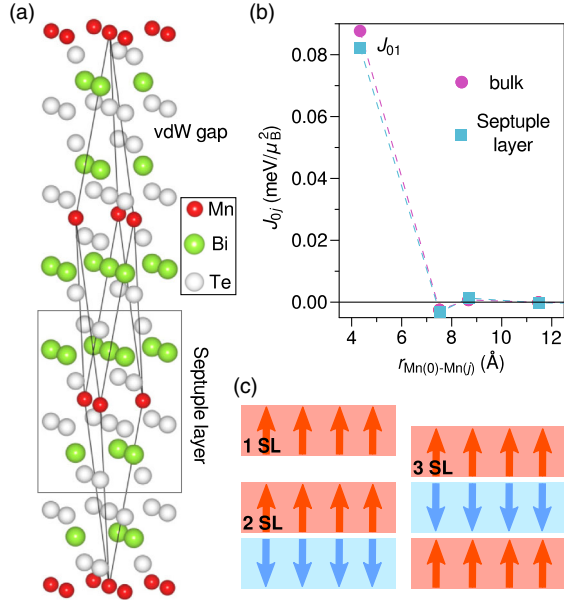 (a)
vdW gap
Mn
Bi
Te
Septuple layer
(b)
J01
bulk
Septuple
layer
J0j (meV/μB2)
0.08
0.06
0.04
0.02
0.00
4
6
8
10
12
rMn(0)-Mn(j) (Å)
(c)
1 SL
2 SL
3 SL